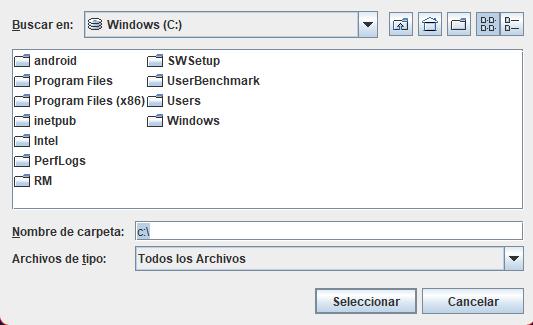 Buscar en: Windows (C:)
android
Program Files
Program Files (x86)
inetpub
Intel
PerfLogs
RM
SWSetup
UserBenchmark
Users
Windows
Nombre de carpeta: c:\
Archivos de tipo: Todos los Archivos
Seleccionar Cancelar